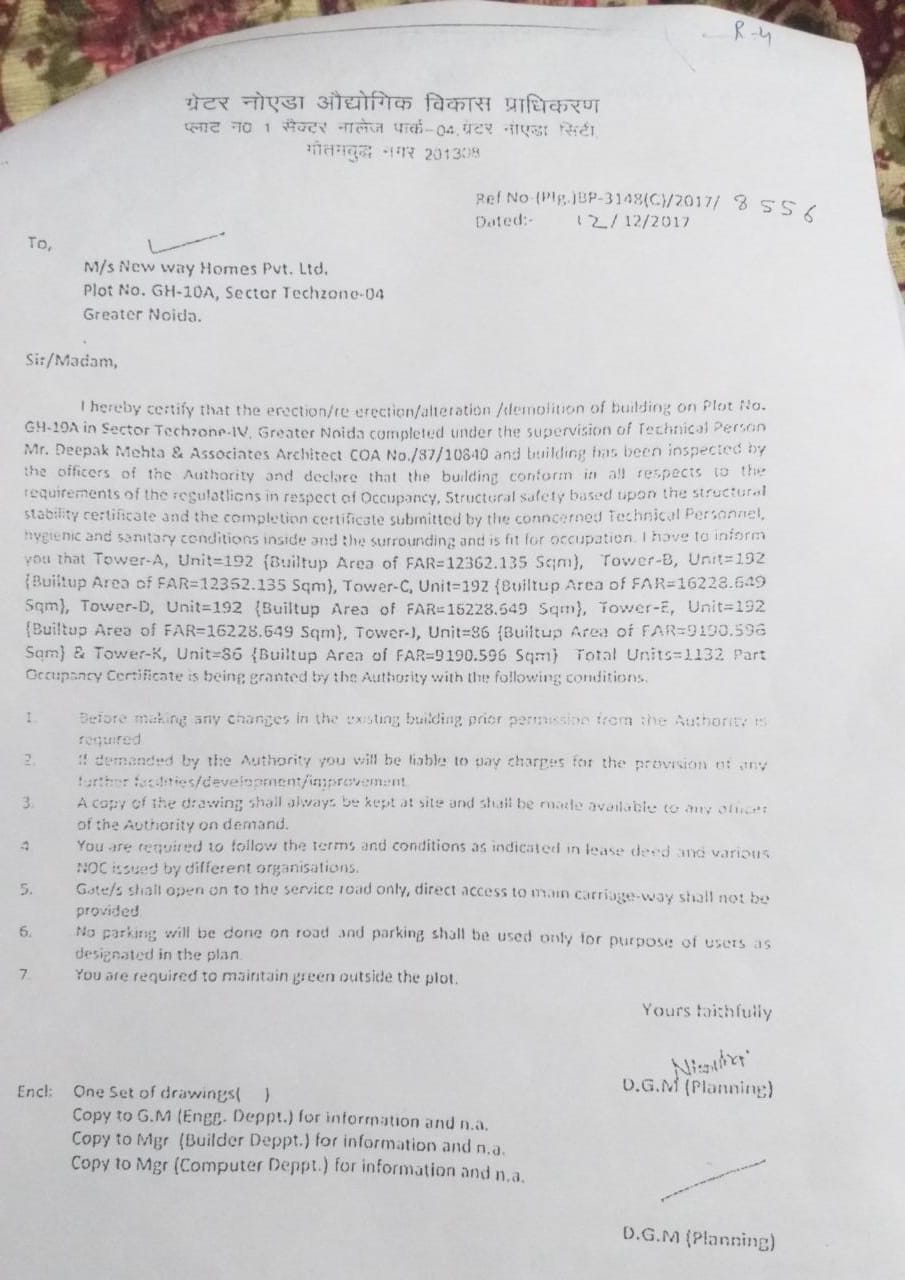 R-4
ग्रेटर नोएडा औद्योगिक विकास प्राधिकरण
प्लाट न0 1 सैक्टर नालेज पार्क-04, ग्रेटर नोएडा सिटी,
गौतमबुद्ध नगर 201308
Ref No-(Plg.)BP-3148(C)/2017/ 8556
Dated:- 12/12/2017
To,
M/s New way Homes Pvt. Ltd.
Plot No. GH-10A, Sector Techzone-04
Greater Noida.
Sir/Madam,
I hereby certify that the erection/re erection/alteration /demolition of building on Plot No.
GH-10A in Sector Techzone-IV, Greater Noida completed under the supervision of Technical Person
Mr. Deepak Mehta & Associates Architect COA No./87/10840 and building has been inspected by
the officers of the Authority and declare that the building conform in all respects to the
requirements of the regulatlions in respect of Occupancy, Structural safety based upon the structural
stability certificate and the completion certificate submitted by the conncerned Technical Personnel,
hygienic and sanitary conditions inside and the surrounding and is fit for occupation. I have to inform
you that Tower-A, Unit=192 {Builtup Area of FAR=12362.135 Sqm}, Tower-B, Unit=192
{Builtup Area of FAR=12362.135 Sqm}, Tower-C, Unit=192 {Builtup Area of FAR=16228.649
Sqm}, Tower-D, Unit=192 {Builtup Area of FAR=16228.649 Sqm}, Tower-E, Unit=192
{Builtup Area of FAR=16228.649 Sqm}, Tower-J, Unit=86 {Builtup Area of FAR=9190.596
Sqm} & Tower-K, Unit=86 {Builtup Area of FAR=9190.596 Sqm} Total Units=1132 Part
Occupancy Certificate is being granted by the Authority with the following conditions.
1. Before making any changes in the existing building prior permission from the Authority is
required
2. If demanded by the Authority you will be liable to pay charges for the provision of any
further facilities/development/improvement
3. A copy of the drawing shall always be kept at site and shall be made available to any officer
of the Authority on demand.
4 You are required to follow the terms and conditions as indicated in lease deed and various
NOC issued by different organisations.
5. Gate/s shall open on to the service road only, direct access to main carriage-way shall not be
provided
6. No parking will be done on road and parking shall be used only for purpose of users as
designated in the plan
7. You are required to maintain green outside the plot.
Yours faithfully
D.G.M (Planning)
Encl: One Set of drawings( )
Copy to G.M (Engg. Deppt.) for information and n.a.
Copy to Mgr (Builder Deppt.) for information and n.a.
Copy to Mgr (Computer Deppt.) for information and n.a.
D.G.M (Planning)